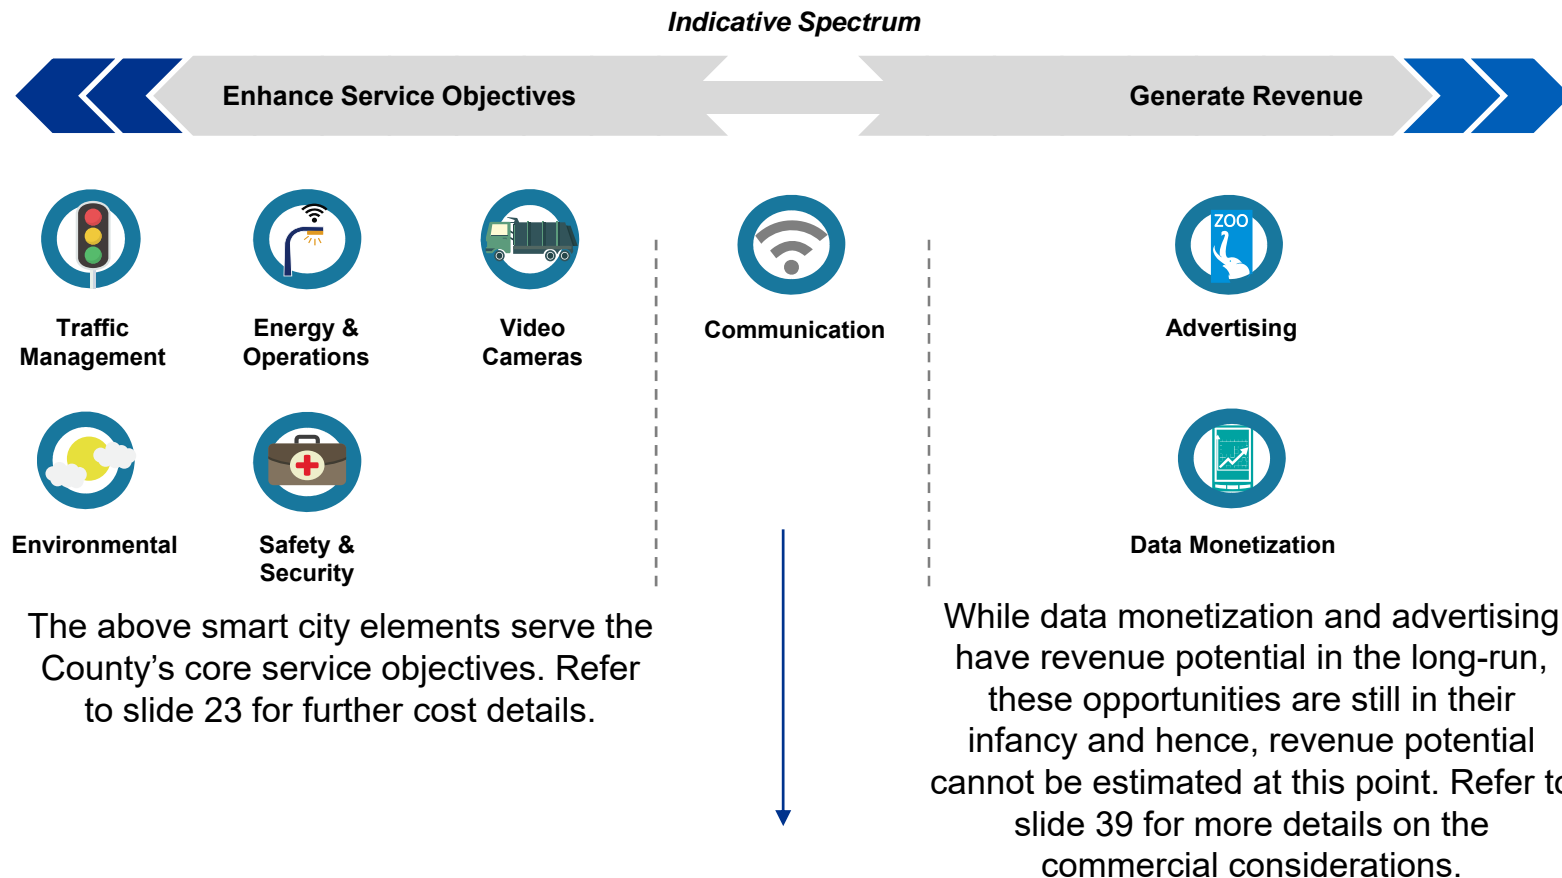 Indicative Spectrum
Enhance Service Objectives
Generate Revenue
Traffic
Management
Energy &
Operations
Video
Cameras
Communication
ZOO
Advertising
Environmental
Safety &
Security
Data Monetization
The above smart city elements serve the
County’s core service objectives. Refer
to slide 23 for further cost details.
While data monetization and advertising
have revenue potential in the long-run,
these opportunities are still in their
infancy and hence, revenue potential
cannot be estimated at this point. Refer to
slide 39 for more details on the
commercial considerations.